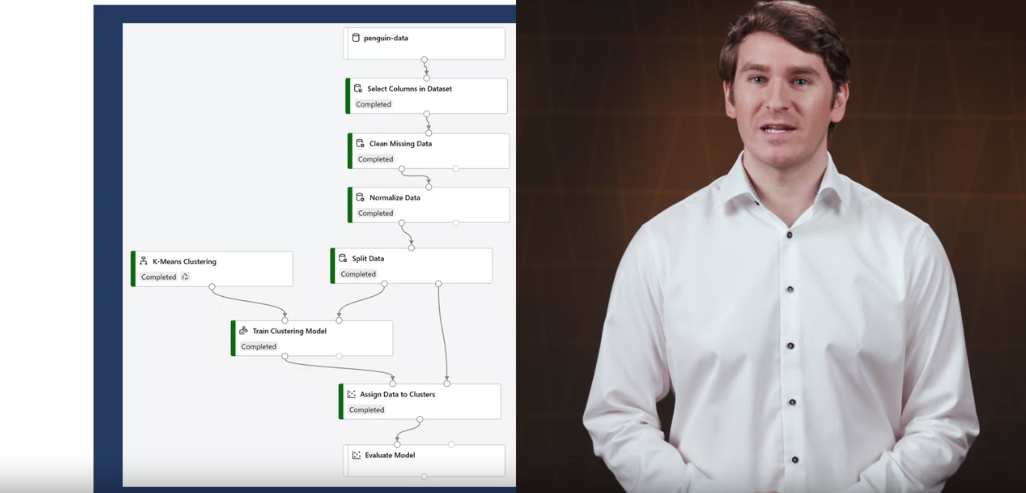 penguin-data
Select Columns in Dataset
Completed
Clean Missing Data
Completed
Normalize Data
Completed
K-Means Clustering
Completed
Split Data
Completed
Train Clustering Model
Completed
Assign Data to Clusters
Completed
Evaluate Model